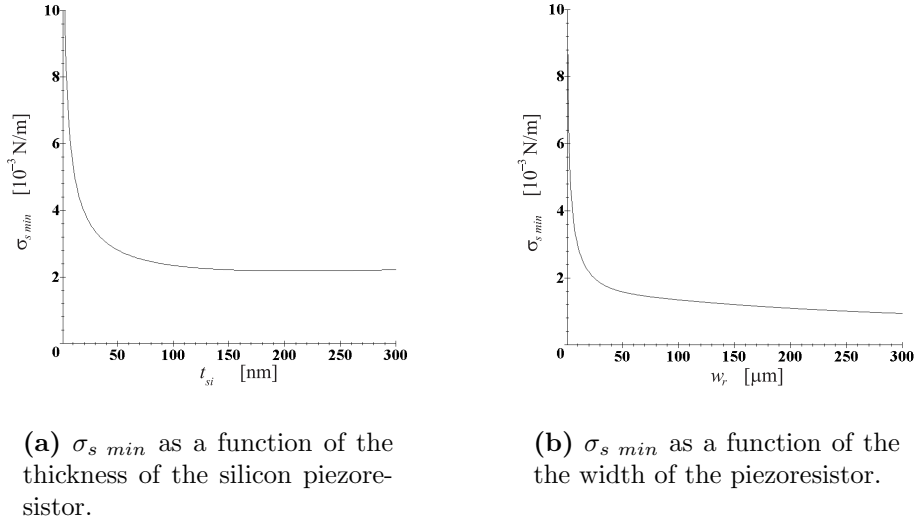 10
8
6
4
2
0
50
100
150
200
250
300
σs min [10⁻³ N/m]
tsi [nm]
10
8
6
4
2
0
50
100
150
200
250
300
σs min [10⁻³ N/m]
wr [μm]
(a) σs min as a function of the
thickness of the silicon piezore-
sistor.
(b) σs min as a function of the
the width of the piezoresistor.